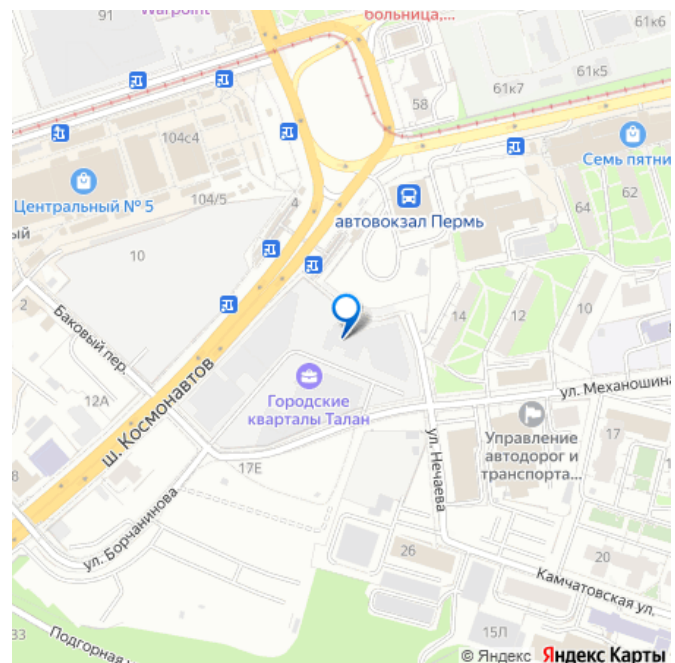 91
Warpoint
больница,...
61к6
61к5
61к7
58
104с4
Семь пятни
Центральный № 5
104/5
4
автовокзал Пермь
62
64
ый
10
2
Баковый пер.
14
12
10
12А
ш. Космонавтов
Городские
кварталы Талан
ул. Механошина
Управление
автодорог и
транспорта...
17
ул. Нечаева
17Е
8
ул. Борчанинова
26
20
Камчатовская ул.
33
Подгорная
15Л
© Яндекс Яндекс Карты